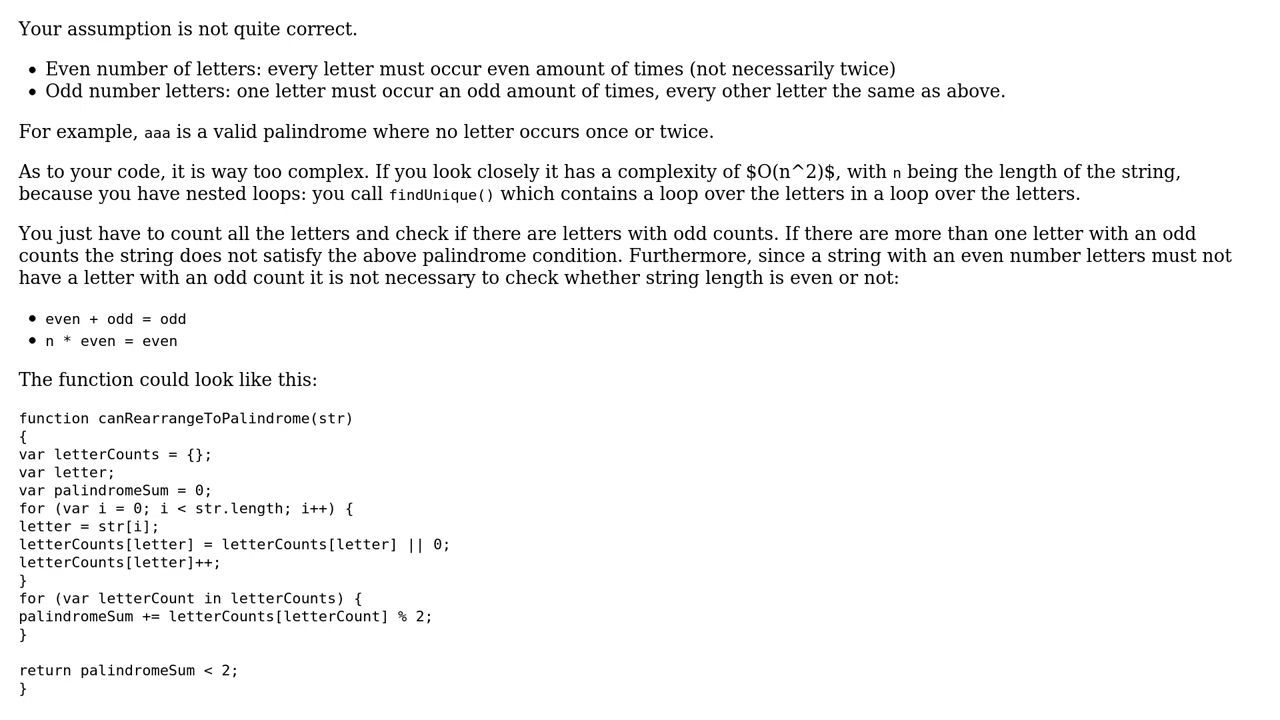 Your assumption is not quite correct.
• Even number of letters: every letter must occur even amount of times (not necessarily twice)
• Odd number letters: one letter must occur an odd amount of times, every other letter the same as above.
For example, aaa is a valid palindrome where no letter occurs once or twice.
As to your code, it is way too complex. If you look closely it has a complexity of $O(n^2)$, with n being the length of the string,
because you have nested loops: you call findUnique() which contains a loop over the letters in a loop over the letters.
You just have to count all the letters and check if there are letters with odd counts. If there are more than one letter with an odd
counts the string does not satisfy the above palindrome condition. Furthermore, since a string with an even number letters must not
have a letter with an odd count it is not necessary to check whether string length is even or not:
• even + odd = odd
• n * even = even
The function could look like this:
function canRearrangeToPalindrome(str)
{
var letterCounts = {};
var letter;
var palindromeSum = 0;
for (var i = 0; i < str.length; i++) {
letter = str[i];
letterCounts[letter] = letterCounts[letter] || 0;
letterCounts[letter]++;
}
for (var letterCount in letterCounts) {
palindromeSum += letterCounts[letterCount] % 2;
}
return palindromeSum < 2;
}